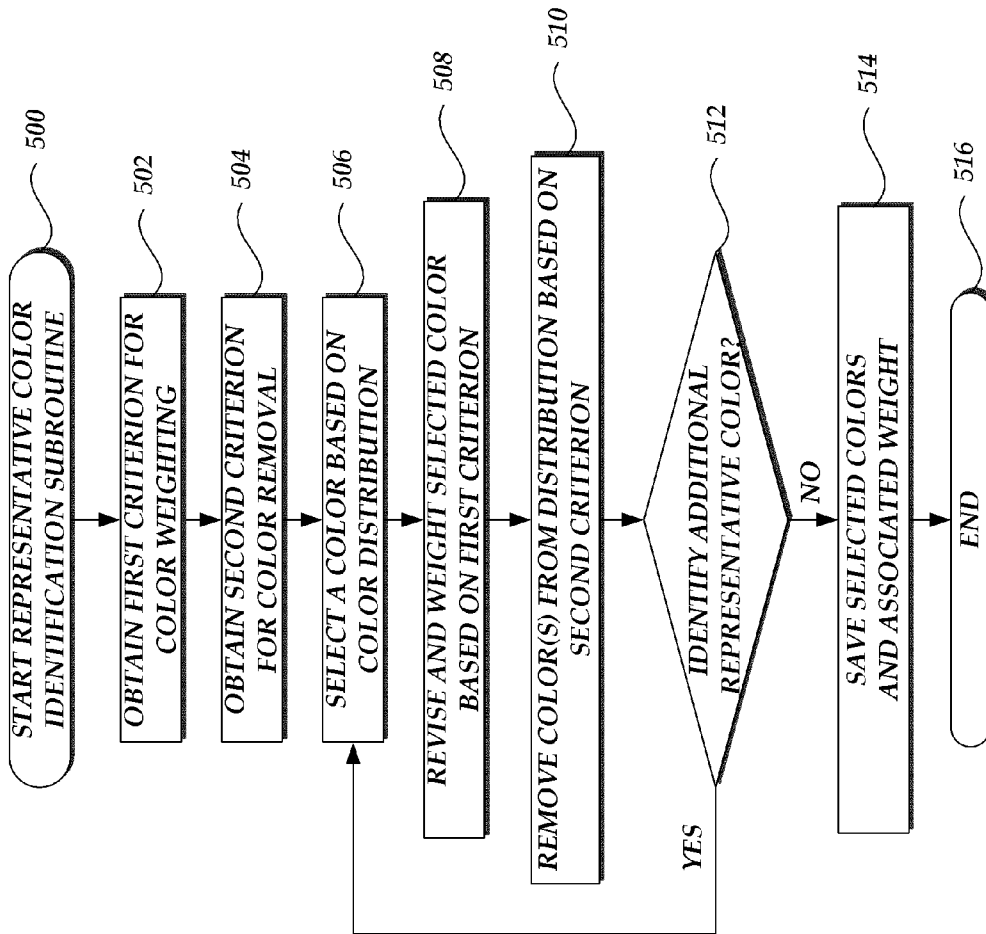 START REPRESENTATIVE COLOR
IDENTIFICATION SUBROUTINE
500
OBTAIN FIRST CRITERION FOR
COLOR WEIGHTING
502
OBTAIN SECOND CRITERION
FOR COLOR REMOVAL
504
SELECT A COLOR BASED ON
COLOR DISTRIBUTION
506
REVISE AND WEIGHT SELECTED COLOR
BASED ON FIRST CRITERION
508
REMOVE COLOR(S) FROM DISTRIBUTION BASED ON
SECOND CRITERION
510
IDENTIFY ADDITIONAL
REPRESENTATIVE COLOR?
512
YES
NO
SAVE SELECTED COLORS
AND ASSOCIATED WEIGHT
514
END
516